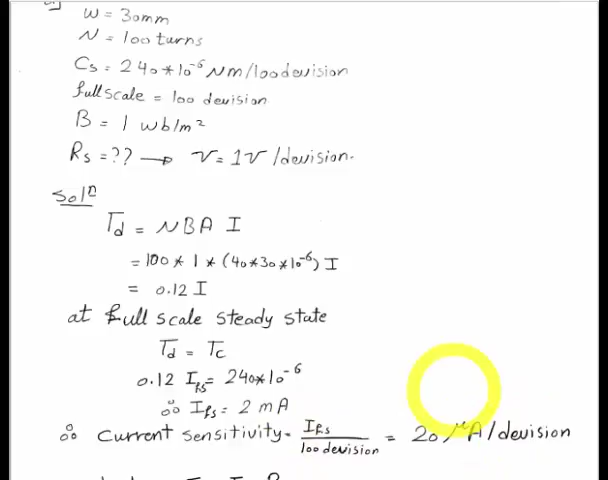 W = 30mm
N = 100 turns
Cs = 240*10⁻⁶ Nm/100 devision
full scale = 100 devision
B = 1 wb/m²
Rs = ?? → V = 1V /devision.
Solⁿ
Td = NBA I
= 100 * 1 * (40*30*10⁻⁶) I
= 0.12 I
at full scale steady state
Td = Tc
0.12 Ifs = 240*10⁻⁶
∴ Ifs = 2 mA
∴ Current sensitivity = Ifs / 100 devision = 20 μA/devision